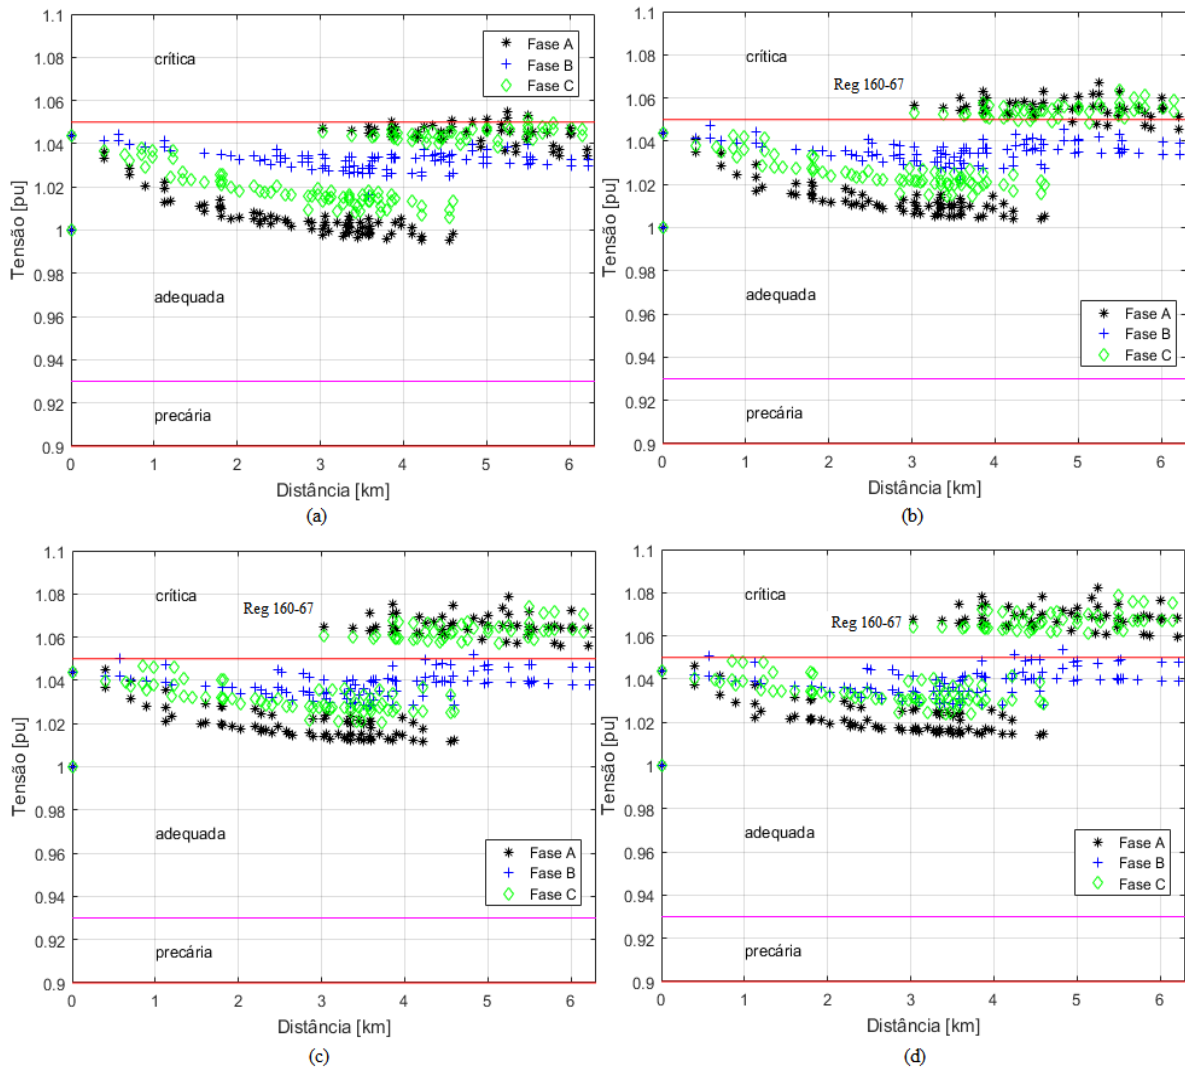 1.1
1.08
1.06
1.04
1.02
1
0.98
0.96
0.94
0.92
0.9
Tensão [pu]
crítica
adequada
precária
Fase A
Fase B
Fase C
0 1 2 3 4 5 6
Distância [km]
(a)
1.1
1.08
1.06
1.04
1.02
1
0.98
0.96
0.94
0.92
0.9
Tensão [pu]
crítica
Reg 160-67
adequada
precária
Fase A
Fase B
Fase C
0 1 2 3 4 5 6
Distância [km]
(b)
1.1
1.08
1.06
1.04
1.02
1
0.98
0.96
0.94
0.92
0.9
Tensão [pu]
crítica
Reg 160-67
adequada
precária
Fase A
Fase B
Fase C
0 1 2 3 4 5 6
Distância [km]
(c)
1.1
1.08
1.06
1.04
1.02
1
0.98
0.96
0.94
0.92
0.9
Tensão [pu]
crítica
Reg 160-67
adequada
precária
Fase A
Fase B
Fase C
0 1 2 3 4 5 6
Distância [km]
(d)